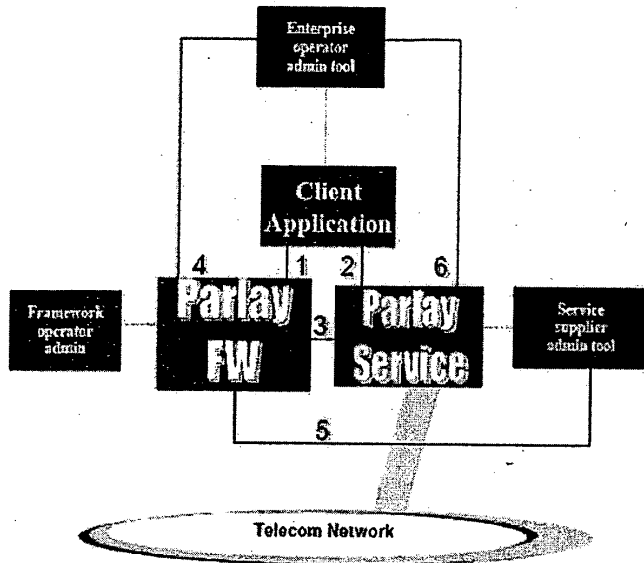 Enterprise
operator
admin tool
Client
Application
4
1
2
6
Framework
operator
admin
Parlay
FW
3
Parlay
Service
Service
supplier
admin tool
5
Telecom Network